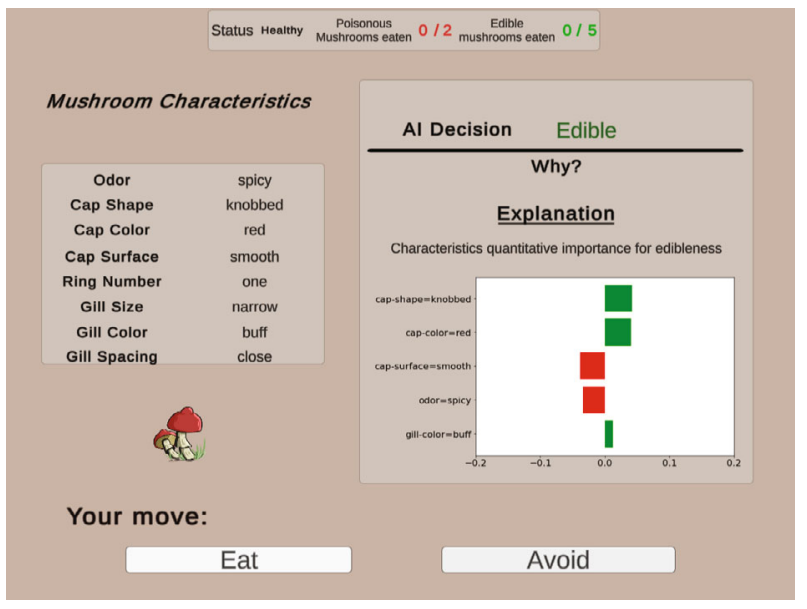 Status Healthy Poisonous Mushrooms eaten 0 / 2 Edible mushrooms eaten 0 / 5
Mushroom Characteristics
Odor spicy
Cap Shape knobbed
Cap Color red
Cap Surface smooth
Ring Number one
Gill Size narrow
Gill Color buff
Gill Spacing close
AI Decision Edible
Why?
Explanation
Characteristics quantitative importance for edibleness
cap-shape=knobbed
cap-color=red
cap-surface=smooth
odor=spicy
gill-color=buff
−0.2 −0.1 0.0 0.1 0.2
Your move:
Eat Avoid